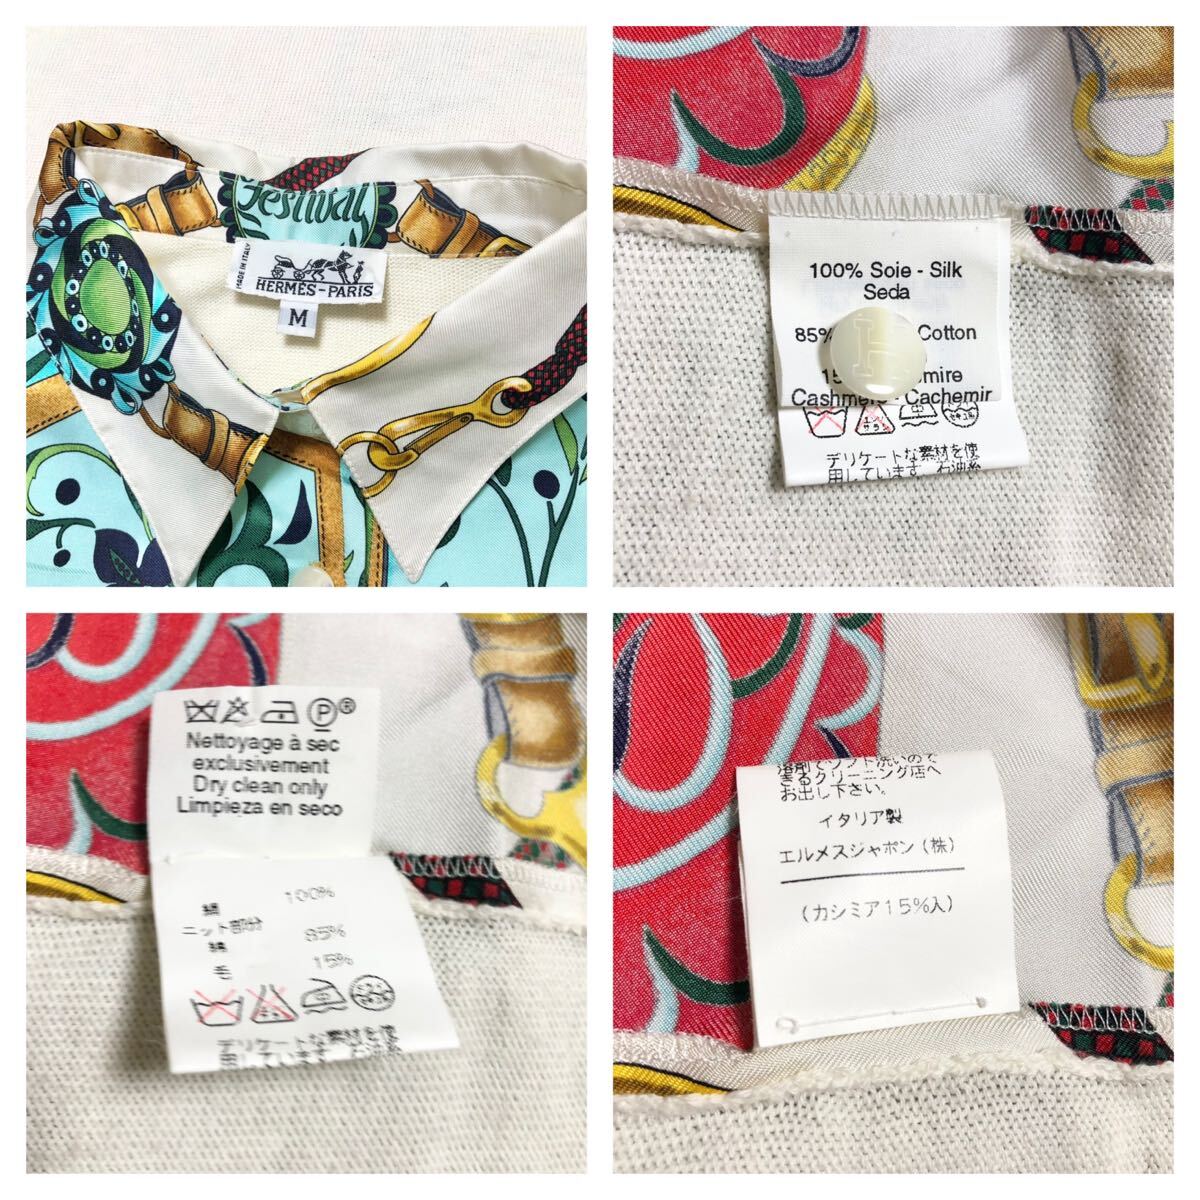 Festival
MADE IN ITALY
HERMÈS-PARIS
M
100% Soie - Silk
Seda
85% Cotton
Cachemir
デリケートな素材を使
用しています。石油系
Nettoyage à sec
exclusivement
Dry clean only
Limpieza en seco
P®
絹 100%
ニット部分
綿 85%
毛 15%
デリケートな素材を使
用しています。
溶剤でソフト洗いので
きるクリーニング店へ
お出し下さい。
イタリア製
エルメスジャポン(株)
(カシミア15%入)